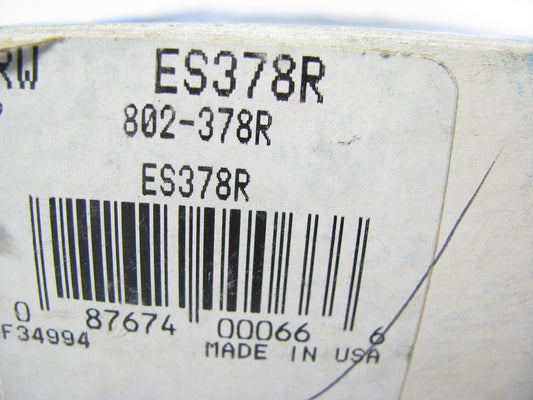 RW ES378R
802-378R
ES378R
0 87674 00066 6
F34994
MADE IN USA